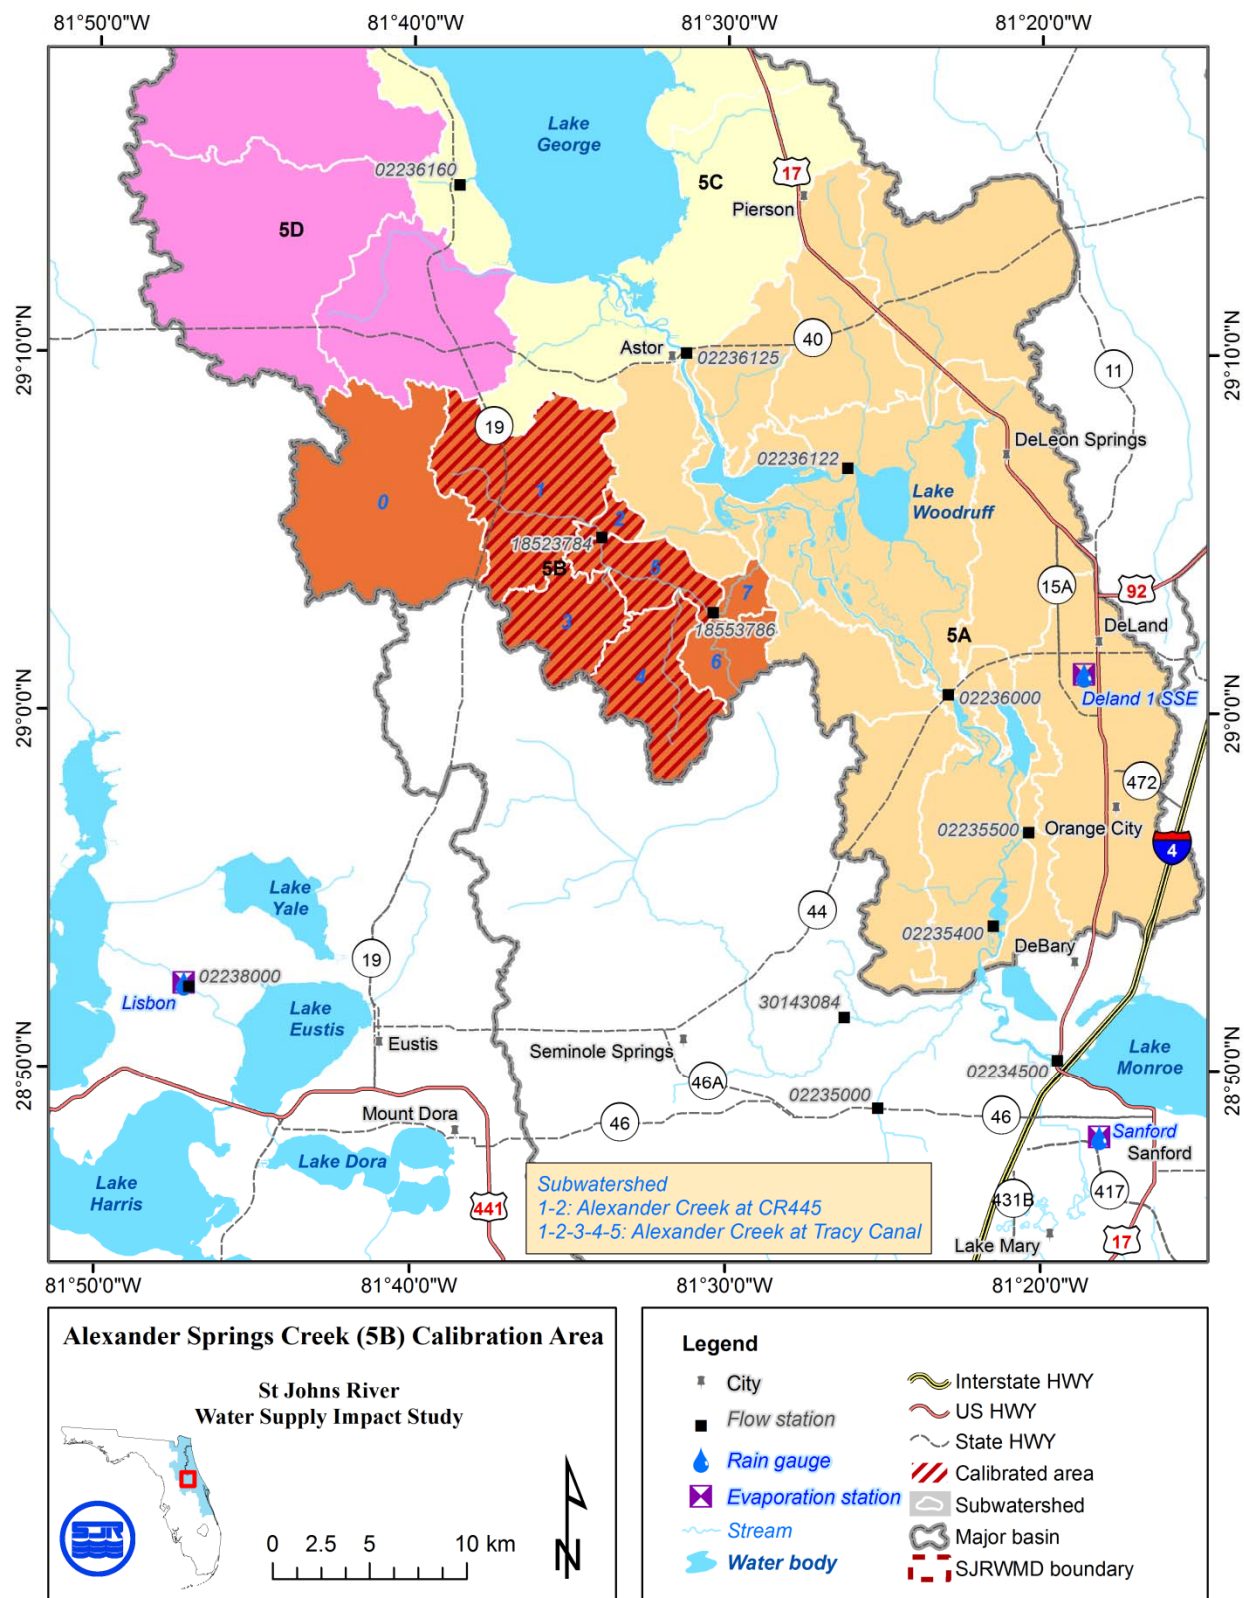 81°50'0"W
81°40'0"W
81°30'0"W
81°20'0"W
Lake
George
02236160
5C
17
Pierson
5D
29°10'0"N
29°10'0"N
Astor
02236125
40
11
19
DeLeon Springs
02236122
0
1
Lake
Woodruff
2
18523784
5B
5
7
15A
92
3
18553786
5A
DeLand
4
6
29°0'0"N
29°0'0"N
02236000
Deland 1 SSE
472
02235500
Orange City
4
Lake
Yale
44
02235400
DeBary
19
02238000
Lisbon
Lake
Eustis
30143084
Eustis
Seminole Springs
Lake
Monroe
02234500
28°50'0"N
28°50'0"N
46A
02235000
Mount Dora
46
46
Sanford
Sanford
Lake Dora
Lake
Harris
441
Subwatershed
1-2: Alexander Creek at CR445
1-2-3-4-5: Alexander Creek at Tracy Canal
431B
417
Lake Mary
17
81°50'0"W
81°40'0"W
81°30'0"W
81°20'0"W
Alexander Springs Creek (5B) Calibration Area
St Johns River
Water Supply Impact Study
SJR
0 2.5 5 10 km
N
Legend
City
Flow station
Rain gauge
Evaporation station
Stream
Water body
Interstate HWY
US HWY
State HWY
Calibrated area
Subwatershed
Major basin
SJRWMD boundary